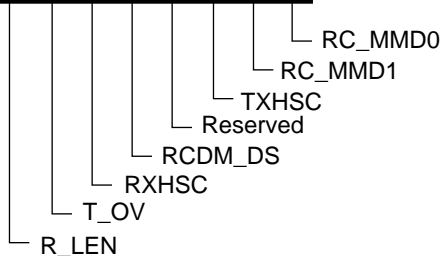 RC_MMD0
RC_MMD1
TXHSC
Reserved
RCDM_DS
RXHSC
T_OV
R_LEN